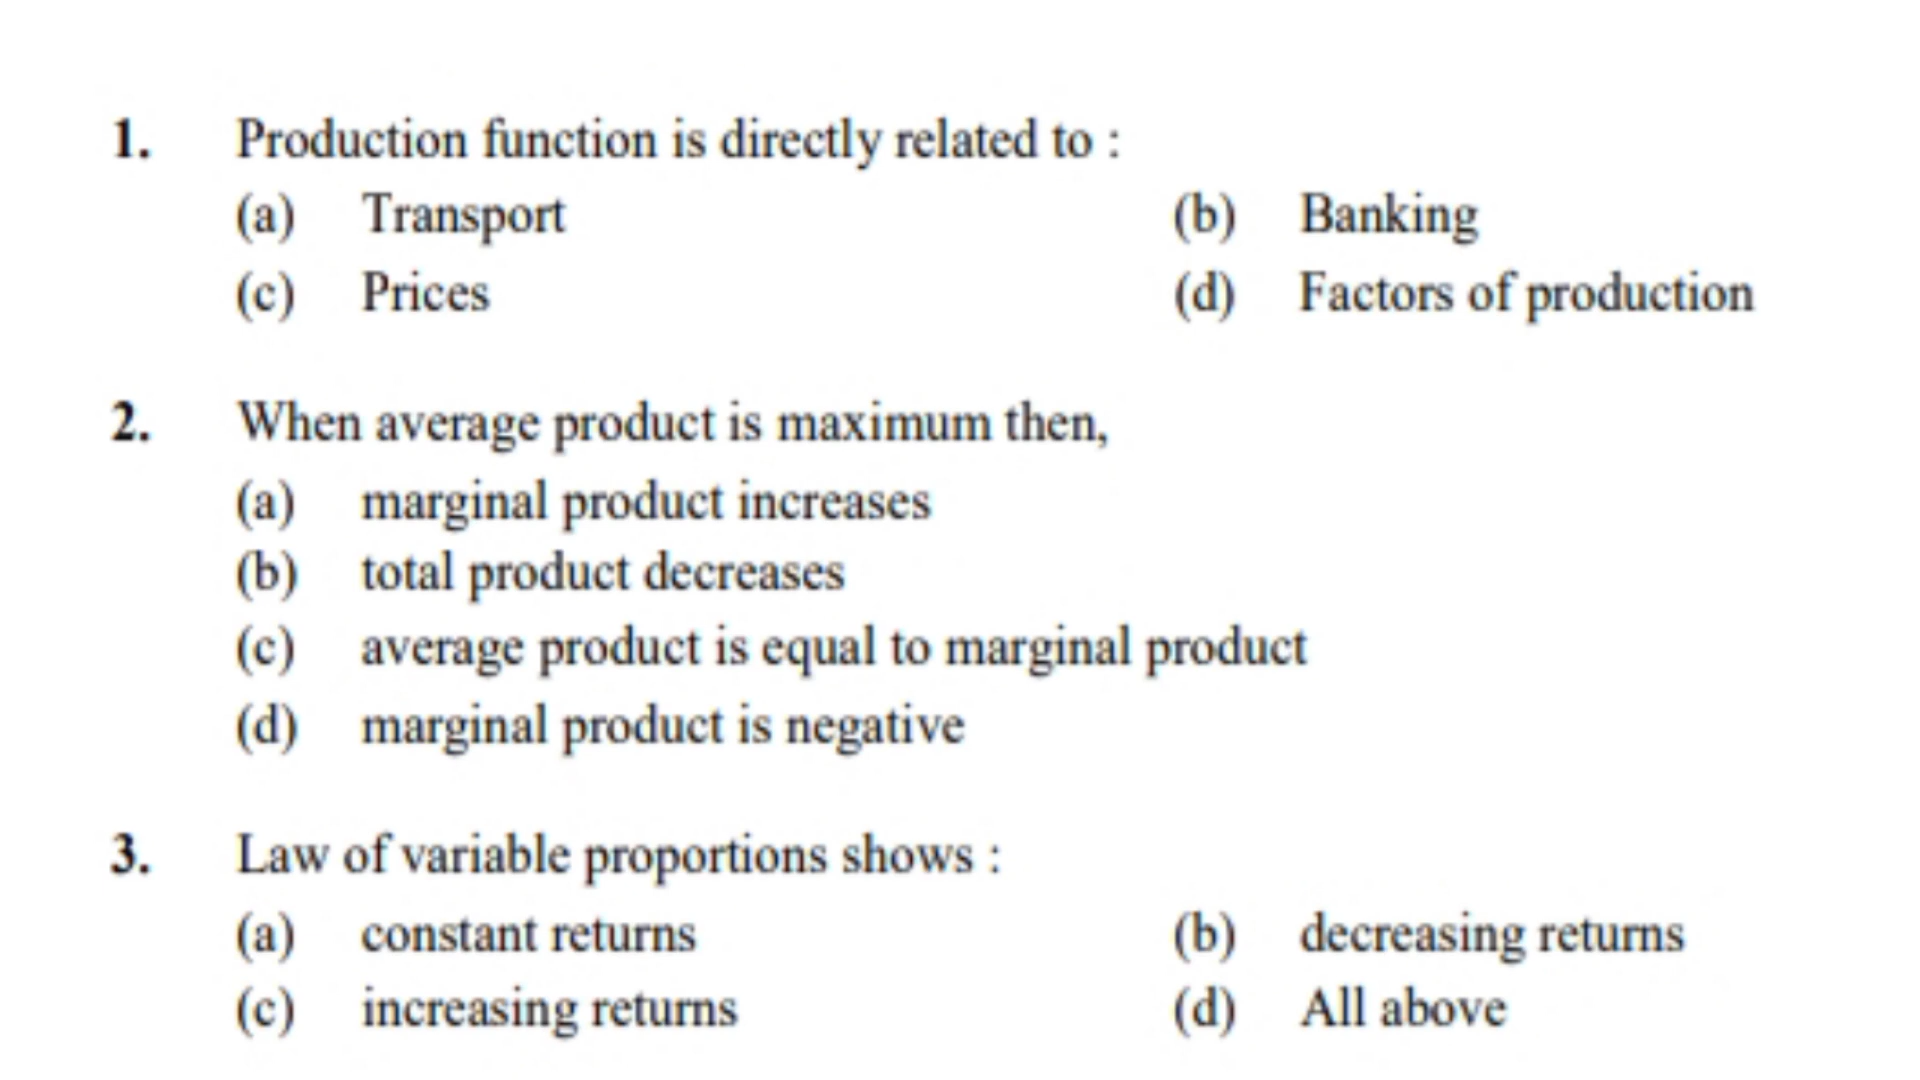 1. Production function is directly related to :
(a) Transport (b) Banking
(c) Prices (d) Factors of production
2. When average product is maximum then,
(a) marginal product increases
(b) total product decreases
(c) average product is equal to marginal product
(d) marginal product is negative
3. Law of variable proportions shows :
(a) constant returns (b) decreasing returns
(c) increasing returns (d) All above